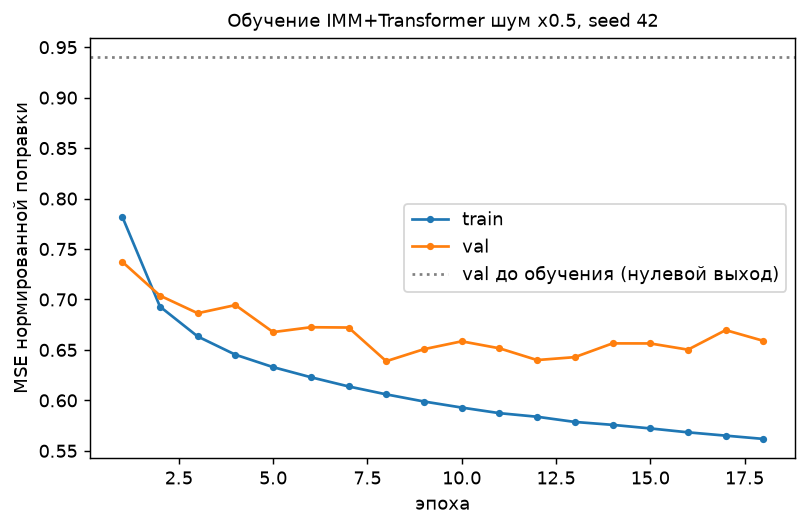 Обучение IMM+Transformer шум x0.5, seed 42
MSE нормированной поправки
0.95
0.90
0.85
0.80
0.75
0.70
0.65
0.60
0.55
train
val
val до обучения (нулевой выход)
2.5 5.0 7.5 10.0 12.5 15.0 17.5
эпоха